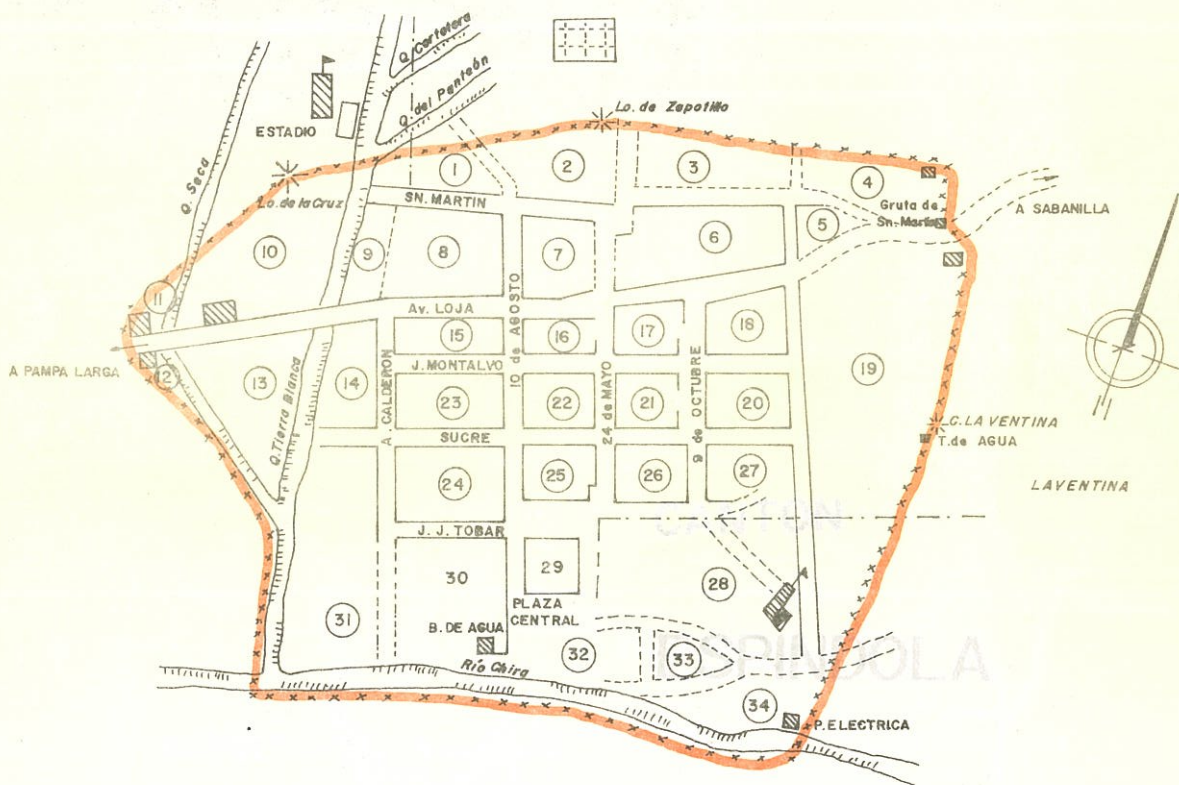 Q. Cartetera
Q. del Panteón
Lo. de Zapotillo
ESTADIO
Q. Seca
Lo. de la Cruz
1
2
3
4
SN. MARTIN
Gruta de
Sn. Martin
A SABANILLA
5
6
7
8
9
10
11
Av. LOJA
10 de AGOSTO
15
16
17
18
19
J. MONTALVO
A PAMPA LARGA
12
13
14
Q. Tierra Blanca
A. CALDERON
24 de MAYO
9 de OCTUBRE
23
22
21
20
C. LA VENTINA
T. de AGUA
SUCRE
LAVENTINA
24
25
26
27
CANTON
J. J. TOBAR
30
29
28
PLAZA
CENTRAL
31
B. DE AGUA
32
33
ESPINDOLA
Río Chira
34
P. ELECTRICA